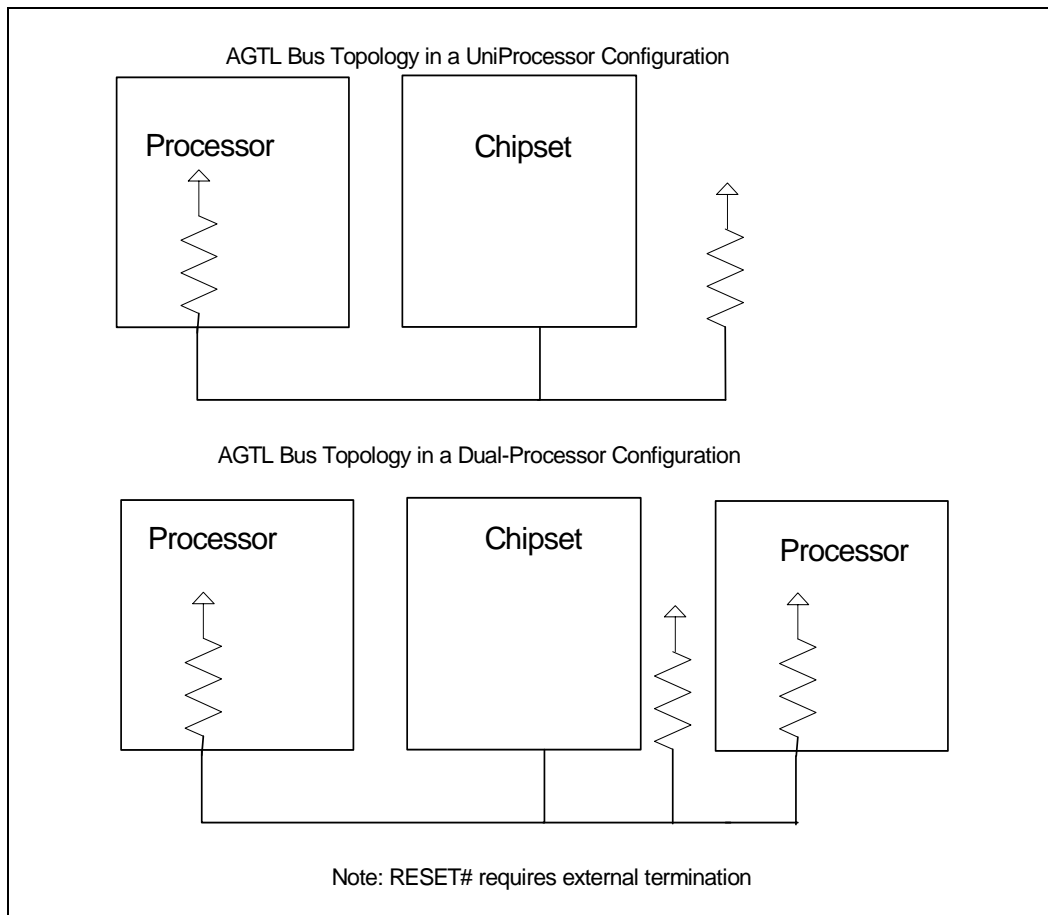 AGTL Bus Topology in a UniProcessor Configuration
Processor
Chipset
AGTL Bus Topology in a Dual-Processor Configuration
Processor
Chipset
Processor
Note: RESET# requires external termination